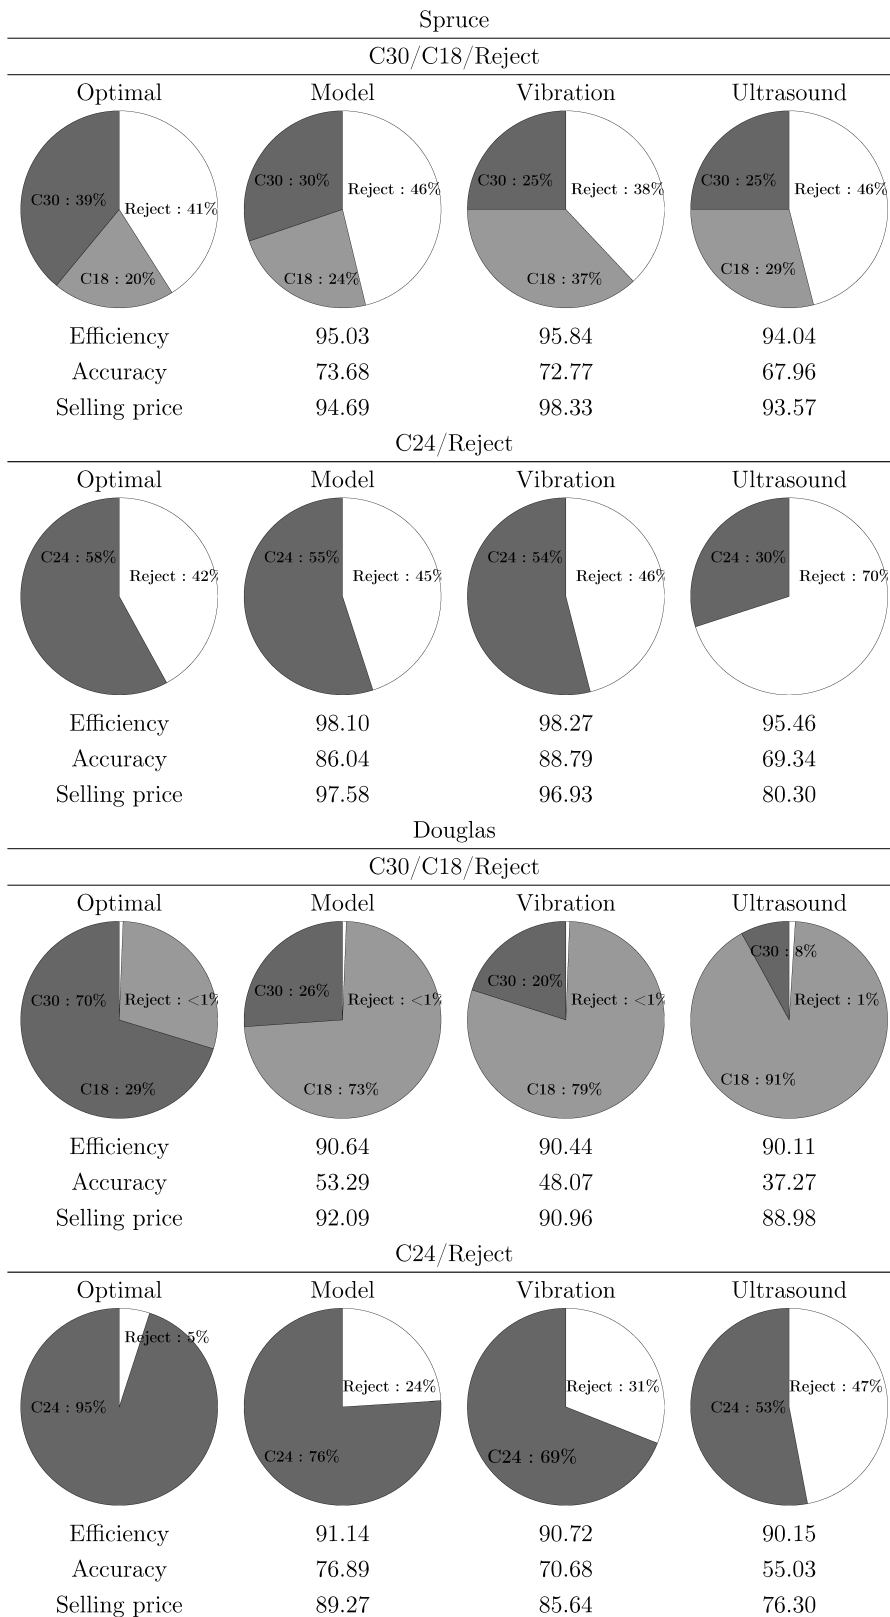 Spruce
C30/C18/Reject
Optimal Model Vibration Ultrasound
C30 : 39% Reject : 41% C18 : 20%
C30 : 30% Reject : 46% C18 : 24%
C30 : 25% Reject : 38% C18 : 37%
C30 : 25% Reject : 46% C18 : 29%
Efficiency 95.03 95.84 94.04
Accuracy 73.68 72.77 67.96
Selling price 94.69 98.33 93.57
C24/Reject
Optimal Model Vibration Ultrasound
C24 : 58% Reject : 42%
C24 : 55% Reject : 45%
C24 : 54% Reject : 46%
C24 : 30% Reject : 70%
Efficiency 98.10 98.27 95.46
Accuracy 86.04 88.79 69.34
Selling price 97.58 96.93 80.30
Douglas
C30/C18/Reject
Optimal Model Vibration Ultrasound
C30 : 70% Reject : <1% C18 : 29%
C30 : 26% Reject : <1% C18 : 73%
C30 : 20% Reject : <1% C18 : 79%
C30 : 8% Reject : 1% C18 : 91%
Efficiency 90.64 90.44 90.11
Accuracy 53.29 48.07 37.27
Selling price 92.09 90.96 88.98
C24/Reject
Optimal Model Vibration Ultrasound
Reject : 5% C24 : 95%
Reject : 24% C24 : 76%
Reject : 31% C24 : 69%
Reject : 47% C24 : 53%
Efficiency 91.14 90.72 90.15
Accuracy 76.89 70.68 55.03
Selling price 89.27 85.64 76.30